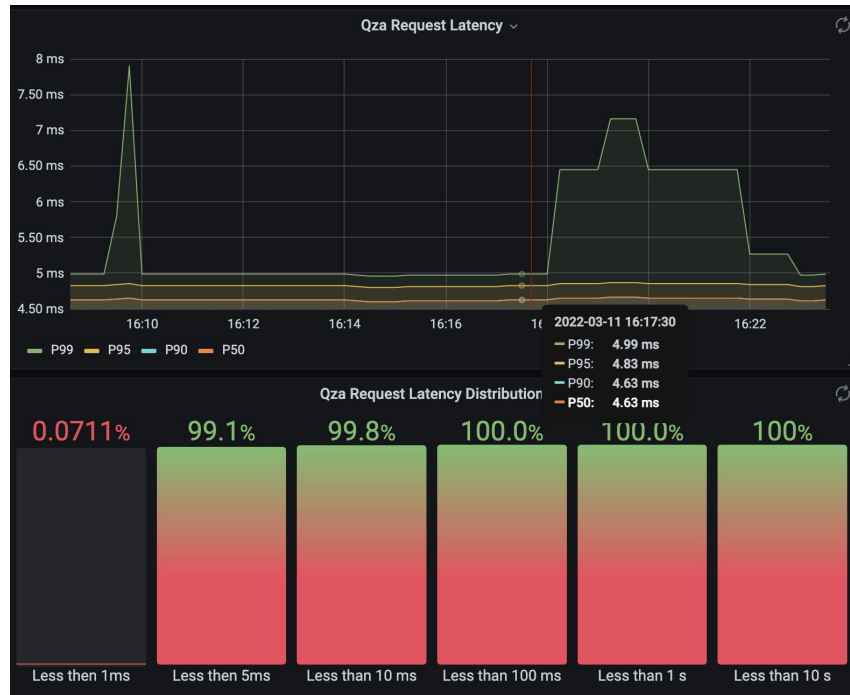 Qza Request Latency
8 ms
7.50 ms
7 ms
6.50 ms
6 ms
5.50 ms
5 ms
4.50 ms
16:10
16:12
16:14
16:16
16:22
P99 P95 P90 P50
2022-03-11 16:17:30
P99: 4.99 ms
P95: 4.83 ms
P90: 4.63 ms
P50: 4.63 ms
Qza Request Latency Distribution
0.0711% 99.1% 99.8% 100.0% 100.0% 100%
Less then 1ms Less then 5ms Less than 10 ms Less than 100 ms Less than 1 s Less than 10 s